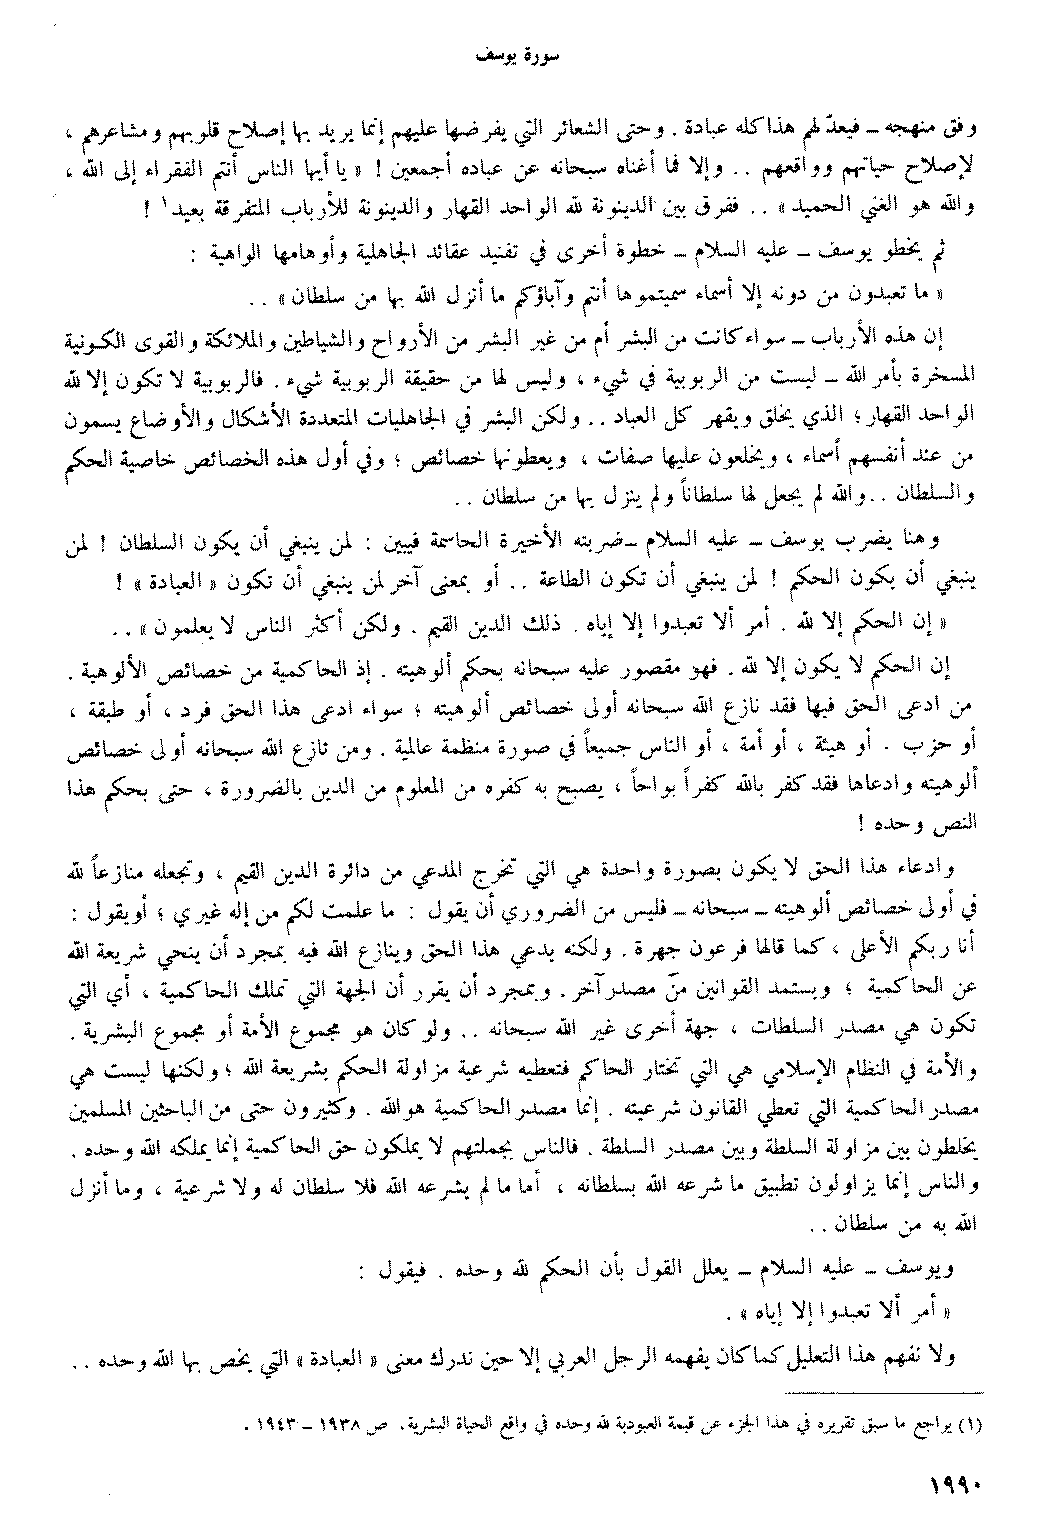 سورة يوسف
وفق منهجه – فيعدّ لهم هذا كله عبادة . وحتى الشعائر التي يفرضها عليهم إنما يريد بها إصلاح قلوبهم ومشاعرهم ،
لإصلاح حياتهم وواقعهم .. وإلا فما أغناه سبحانه عن عباده أجمعين ! « يا أيها الناس أنتم الفقراء إلى الله ،
والله هو الغني الحميد » .. ففرق بين الدينونة لله الواحد القهار والدينونة للأرباب المتفرقة بعيد١ !
ثم يخطو يوسف – عليه السلام – خطوة أخرى في تفنيد عقائد الجاهلية وأوهامها الواهية :
« ما تعبدون من دونه إلا أسماء سميتموها أنتم وآباؤكم ما أنزل الله بها من سلطان » ..
إن هذه الأرباب – سواء كانت من البشر أم من غير البشر من الأرواح والشياطين والملائكة والقوى الكونية
المسخرة بأمر الله – ليست من الربوبية في شيء ، وليس لها من حقيقة الربوبية شيء . فالربوبية لا تكون إلا لله
الواحد القهار ؛ الذي يخلق ويقهر كل العباد .. ولكن البشر في الجاهليات المتعددة الأشكال والأوضاع يسمون
من عند أنفسهم أسماء ، ويخلعون عليها صفات ، ويعطونها خصائص ؛ وفي أول هذه الخصائص خاصية الحكم
والسلطان .. والله لم يجعل لها سلطاناً ولم ينزل بها من سلطان ..
وهنا يضرب يوسف – عليه السلام – ضربته الأخيرة الحاسمة فيبين : لمن ينبغي أن يكون السلطان ! لمن
ينبغي أن يكون الحكم ! لمن ينبغي أن تكون الطاعة .. أو بمعنى آخر لمن ينبغي أن تكون « العبادة » !
« إن الحكم إلا لله . أمر ألا تعبدوا إلا إياه . ذلك الدين القيم . ولكن أكثر الناس لا يعلمون » ..
إن الحكم لا يكون إلا لله . فهو مقصور عليه سبحانه بحكم ألوهيته . إذ الحاكمية من خصائص الألوهية .
من ادعى الحق فيها فقد نازع الله سبحانه أولى خصائص ألوهيته ؛ سواء ادعى هذا الحق فرد ، أو طبقة ،
أو حزب . أو هيئة ، أو أمة ، أو الناس جميعاً في صورة منظمة عالمية . ومن نازع الله سبحانه أولى خصائص
ألوهيته وادعاها فقد كفر بالله كفراً بواحاً ، يصبح به كفره من المعلوم من الدين بالضرورة ، حتى بحكم هذا
النص وحده !
وادعاء هذا الحق لا يكون بصورة واحدة هي التي تخرج المدعي من دائرة الدين القيم ، وتجعله منازعاً لله
في أولى خصائص ألوهيته – سبحانه – فليس من الضروري أن يقول : ما علمت لكم من إله غيري ؛ أو يقول :
أنا ربكم الأعلى ، كما قالها فرعون جهرة . ولكنه يدعي هذا الحق وينازع الله فيه بمجرد أن ينحي شريعة الله
عن الحاكمية ؛ ويستمد القوانين من مصدر آخر . وبمجرد أن يقرر أن الجهة التي تملك الحاكمية ، أي التي
تكون هي مصدر السلطات ، جهة أخرى غير الله سبحانه .. ولو كان هو مجموع الأمة أو مجموع البشرية .
والأمة في النظام الإسلامي هي التي تختار الحاكم فتعطيه شرعية مزاولة الحكم بشريعة الله ؛ ولكنها ليست هي
مصدر الحاكمية التي تعطي القانون شرعيته . إنما مصدر الحاكمية هو الله . وكثيرون حتى من الباحثين المسلمين
يخلطون بين مزاولة السلطة وبين مصدر السلطة . فالناس بجملتهم لا يملكون حق الحاكمية إنما يملكه الله وحده .
والناس إنما يزاولون تطبيق ما شرعه الله بسلطانه ، أما ما لم يشرعه الله فلا سلطان له ولا شرعية ، وما أنزل
الله به من سلطان ..
ويوسف – عليه السلام – يعلل القول بأن الحكم لله وحده . فيقول :
« أمر ألا تعبدوا إلا إياه » .
ولا نفهم هذا التعليل كما كان يفهمه الرجل العربي إلا حين ندرك معنى « العبادة » التي يخص بها الله وحده ..
(١) يراجع ما سبق تقريره في هذا الجزء عن قيمة العبودية لله وحده في واقع الحياة البشرية . ص ١٩٣٨ – ١٩٤٣ .
١٩٩٠